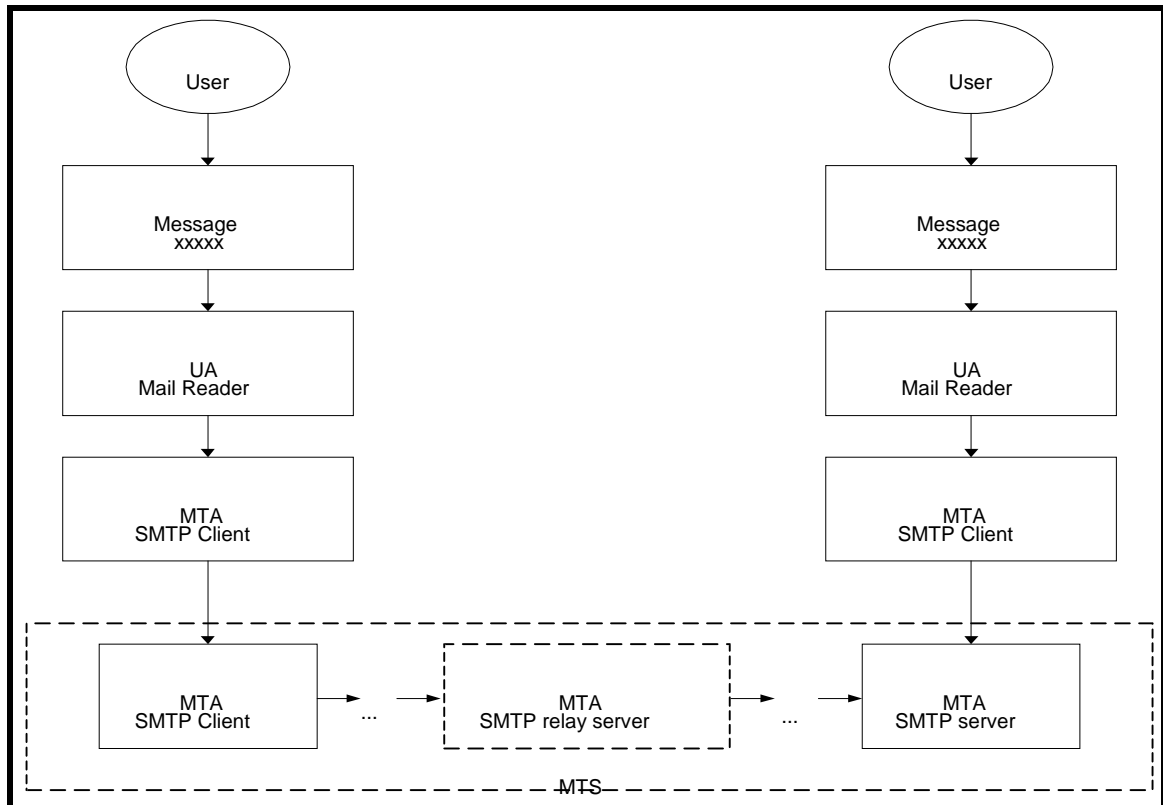 User
User
Message
xxxxx
Message
xxxxx
UA
Mail Reader
UA
Mail Reader
MTA
SMTP Client
MTA
SMTP Client
MTA
SMTP Client
...
MTA
SMTP relay server
...
MTA
SMTP server
MTS